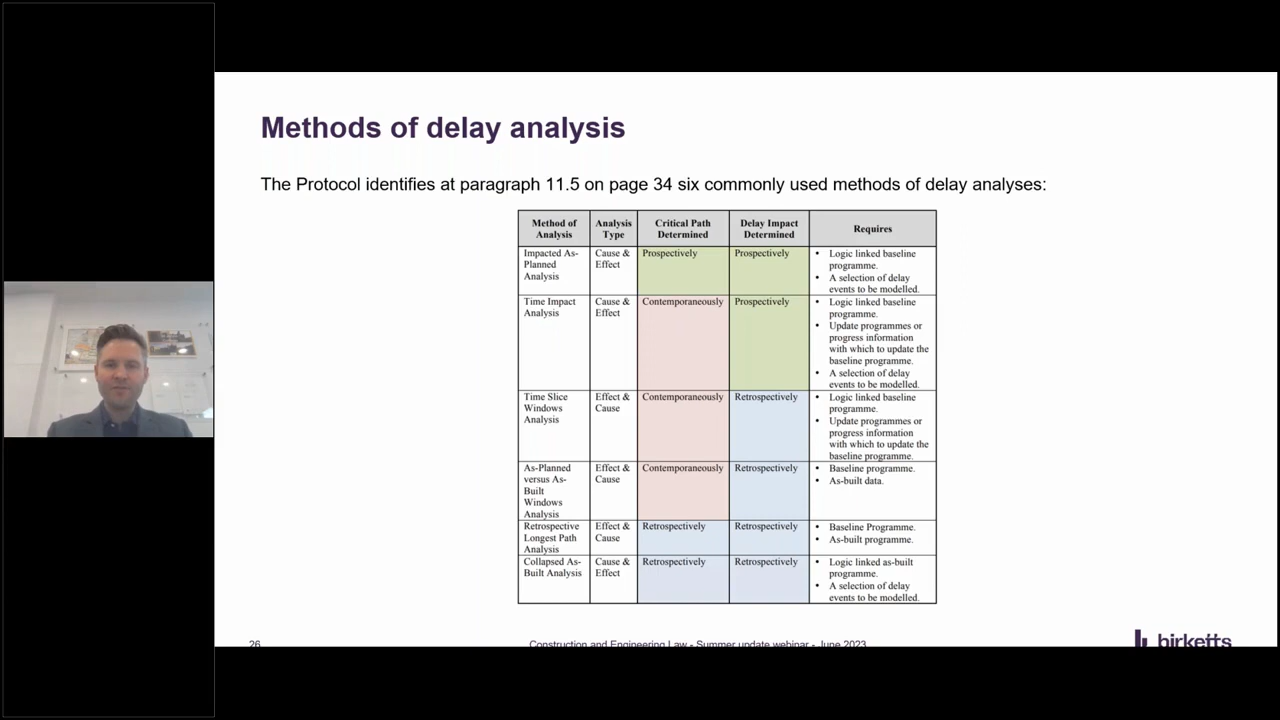 Methods of delay analysis
The Protocol identifies at paragraph 11.5 on page 34 six commonly used methods of delay analyses:
Method of Analysis
Analysis Type
Critical Path Determined
Delay Impact Determined
Requires
Impacted As-Planned Analysis
Cause & Effect
Prospectively
Prospectively
• Logic linked baseline programme.
• A selection of delay events to be modelled.
Time Impact Analysis
Cause & Effect
Contemporaneously
Prospectively
• Logic linked baseline programme.
• Update programmes or progress information with which to update the baseline programme.
• A selection of delay events to be modelled.
Time Slice Windows Analysis
Effect & Cause
Contemporaneously
Retrospectively
• Logic linked baseline programme.
• Update programmes or progress information with which to update the baseline programme.
As-Planned versus As-Built Windows Analysis
Effect & Cause
Contemporaneously
Retrospectively
• Baseline programme.
• As-built data.
Retrospective Longest Path Analysis
Effect & Cause
Retrospectively
Retrospectively
• Baseline Programme.
• As-built programme.
Collapsed As-Built Analysis
Cause & Effect
Retrospectively
Retrospectively
• Logic linked as-built programme.
• A selection of delay events to be modelled.
26
Construction and Engineering Law - Summer update webinar - June 2023
birketts